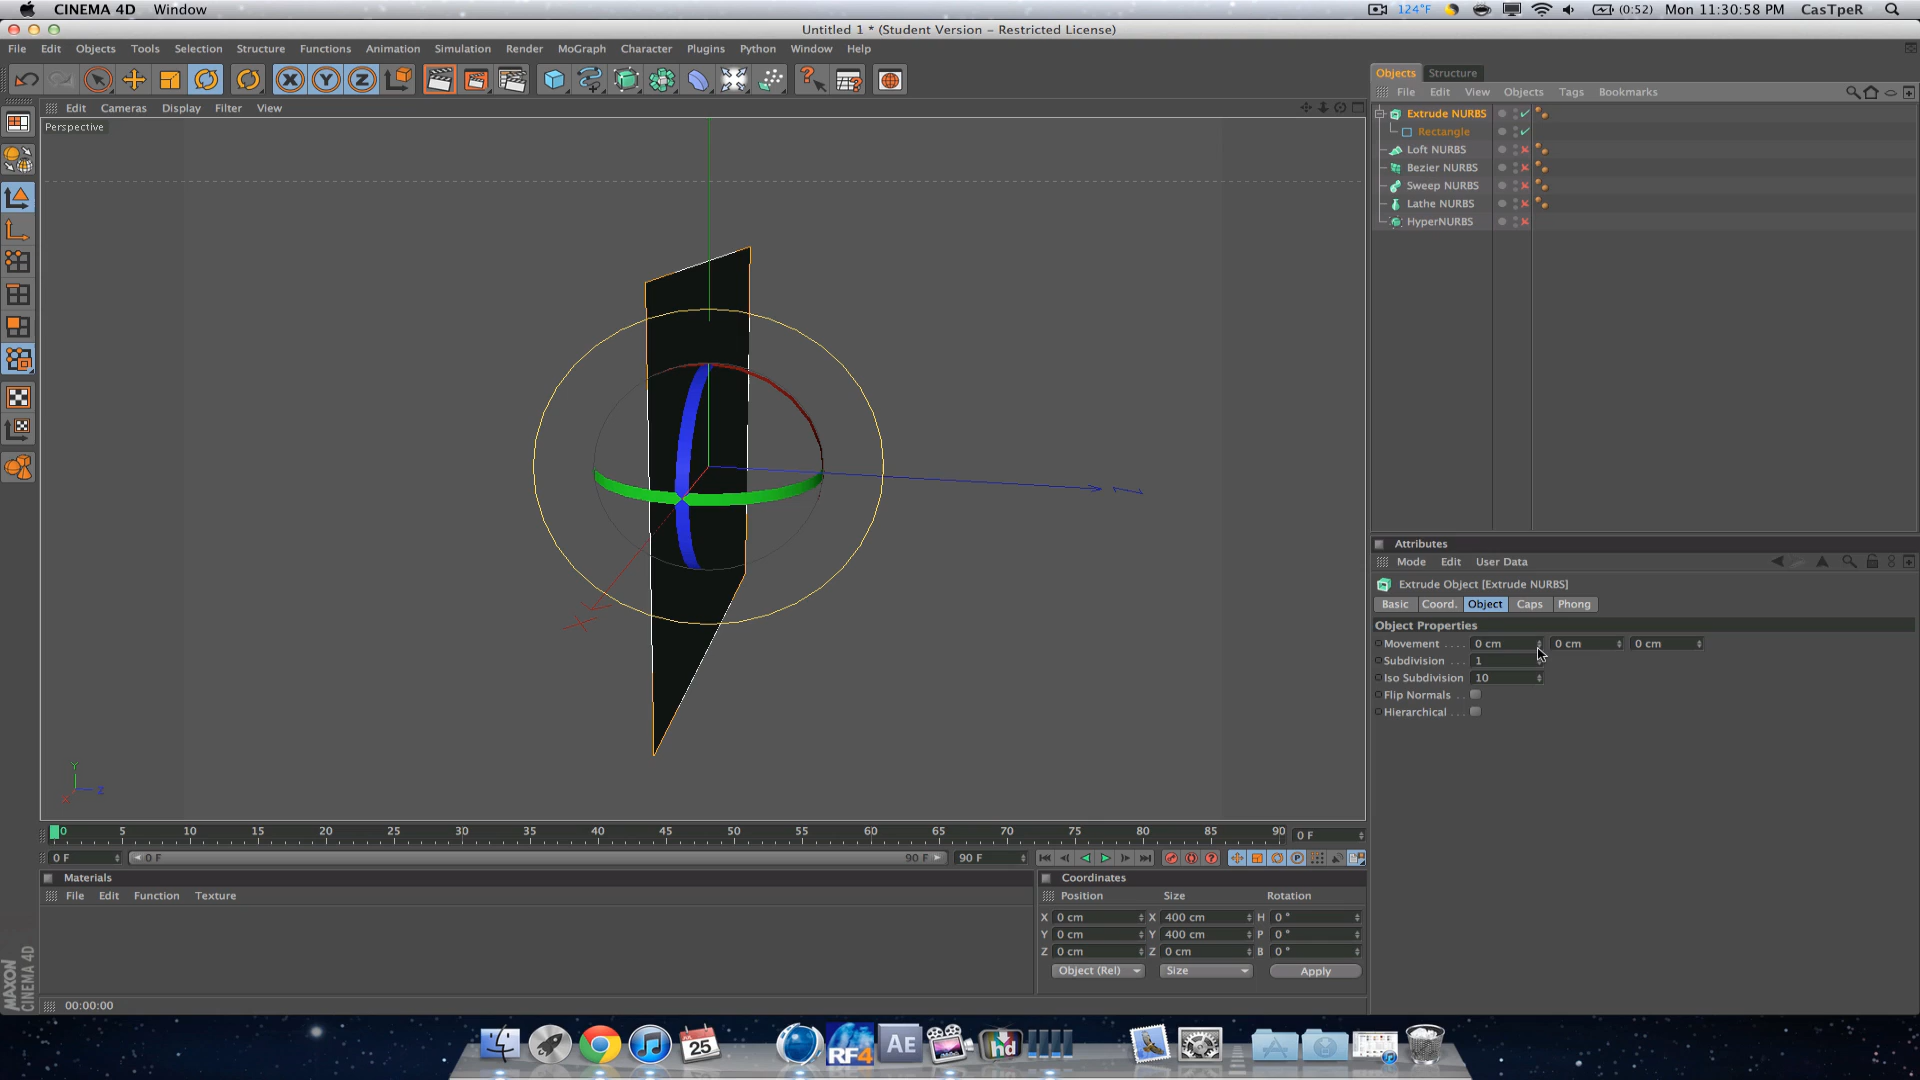 CINEMA 4D Window 124°F (0:52) Mon 11:30:58 PM CasTpeR
Untitled 1 * (Student Version – Restricted License)
File Edit Objects Tools Selection Structure Functions Animation Simulation Render MoGraph Character Plugins Python Window Help
X Y Z
Objects Structure
File Edit View Objects Tags Bookmarks
Edit Cameras Display Filter View
Perspective
Extrude NURBS
Rectangle
Loft NURBS
Bezier NURBS
Sweep NURBS
Lathe NURBS
HyperNURBS
Attributes
Mode Edit User Data
Extrude Object [Extrude NURBS]
Basic Coord. Object Caps Phong
Object Properties
Movement . . . . 0 cm 0 cm 0 cm
Subdivision . . . 1
Iso Subdivision 10
Flip Normals . .
Hierarchical . . .
X
Z
Y
Z
X
0 5 10 15 20 25 30 35 40 45 50 55 60 65 70 75 80 85 90 0 F
0 F 0 F 90 F 90 F P
Materials
File Edit Function Texture
Coordinates
Position Size Rotation
X 0 cm X 400 cm H 0 °
Y 0 cm Y 400 cm P 0 °
Z 0 cm Z 0 cm B 0 °
Object (Rel) Size Apply
MAXON
CINEMA 4D
00:00:00
25
RF4
AE
hd